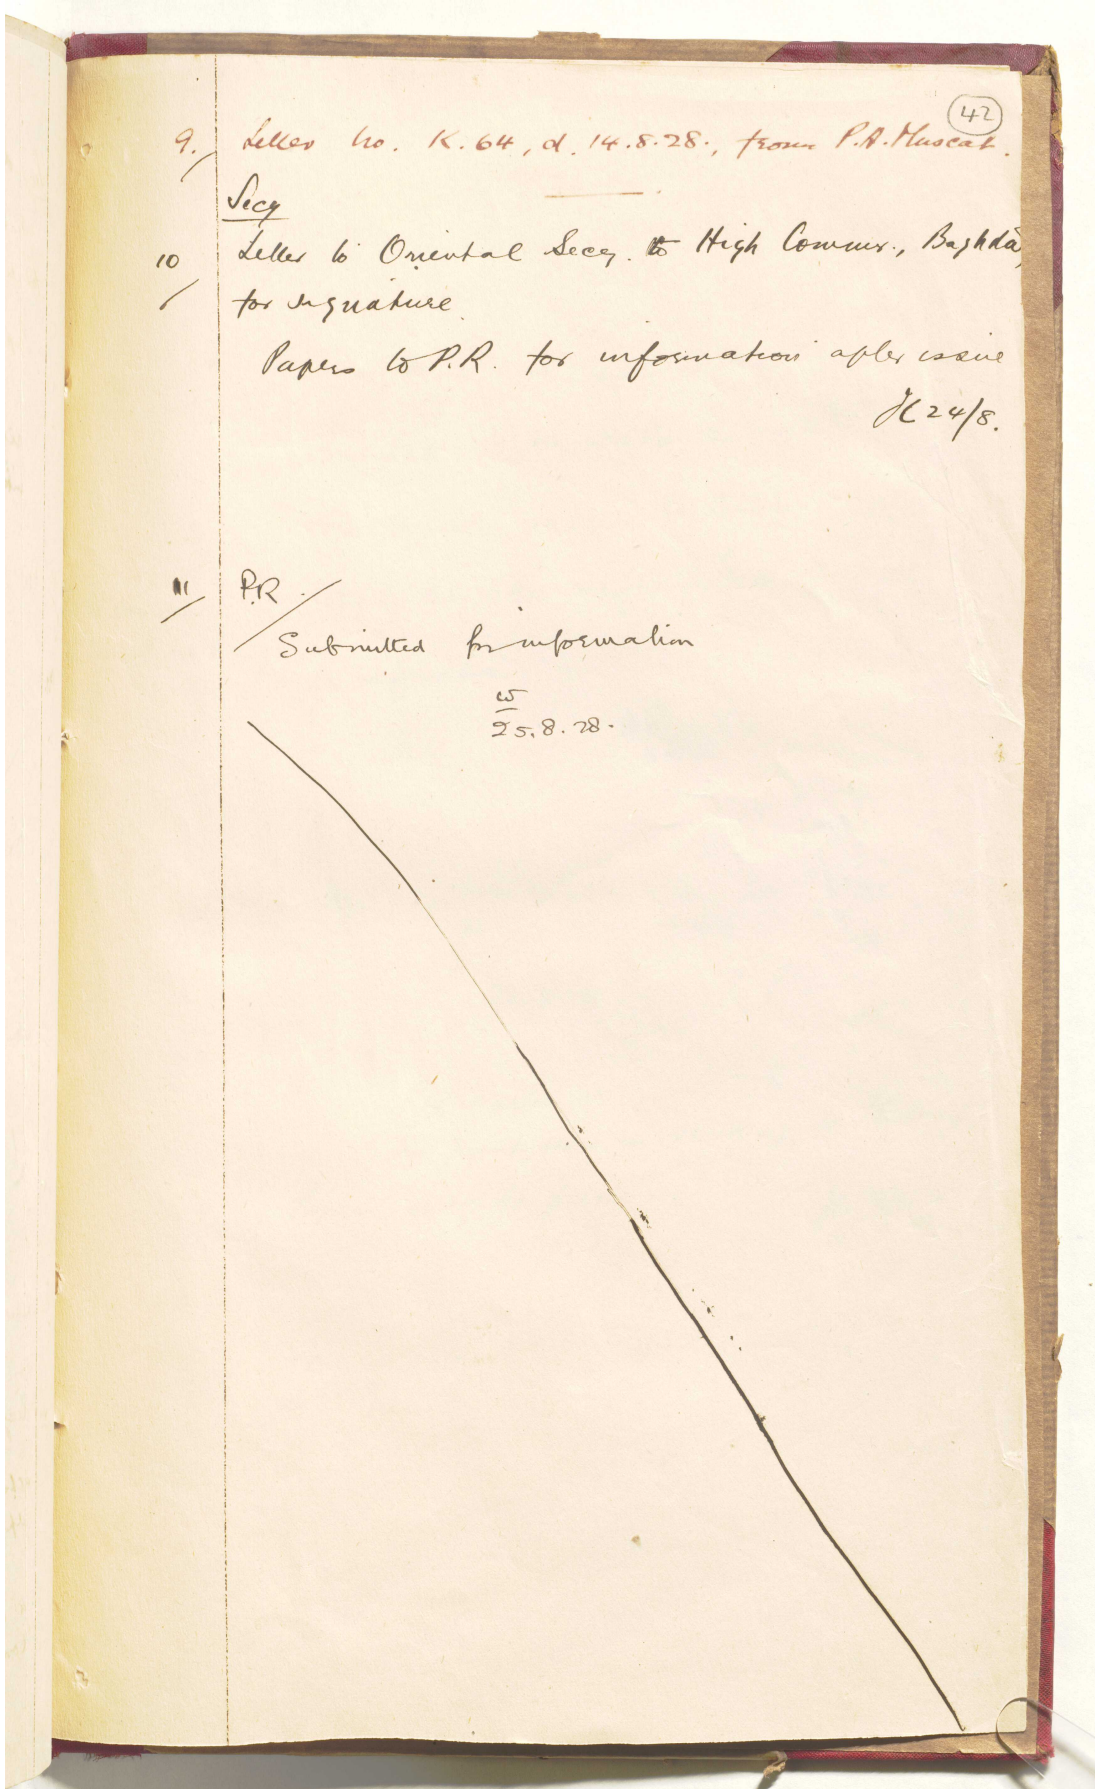 42
9. Letter No. K. 64, d. 14.8.28., from P.A. Muscat.
Secy
10 Letter to Oriental Secy. to High Commr., Baghdad,
for signature.
Papers to P.R. for information after issue
24/8.
11 P.R.
Submitted for information
25.8.28.